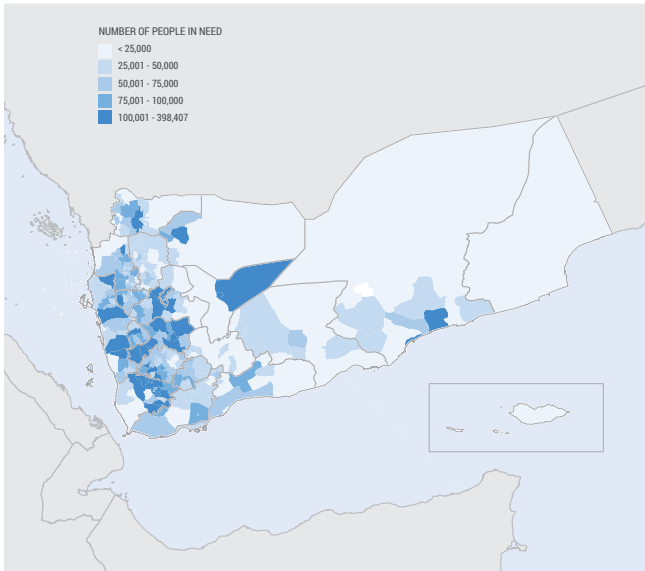 NUMBER OF PEOPLE IN NEED
< 25,000
25,001 - 50,000
50,001 - 75,000
75,001 - 100,000
100,001 - 398,407